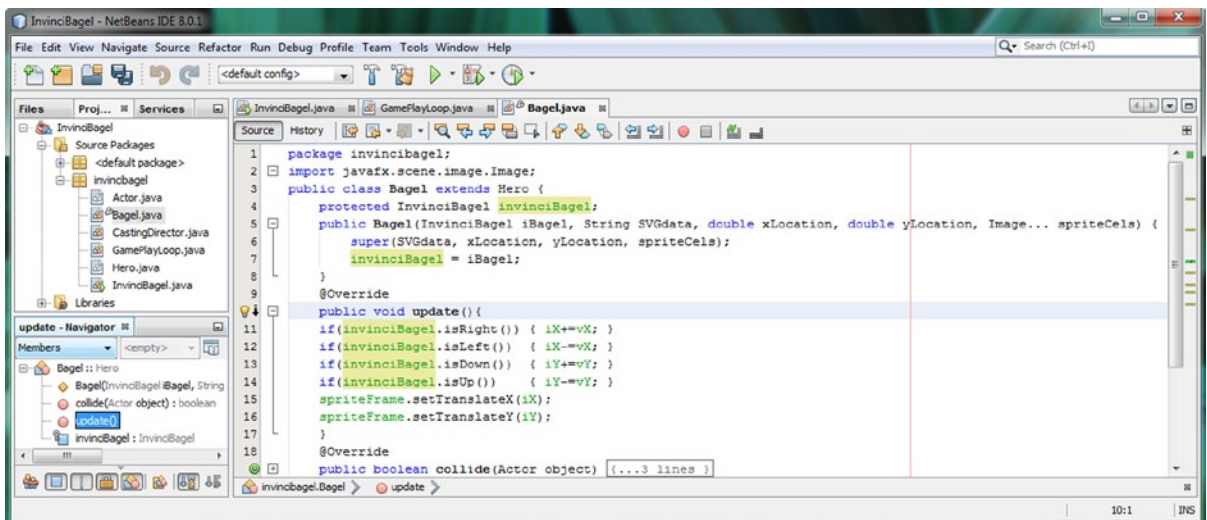 InvinciBagel - NetBeans IDE 8.0.1
File Edit View Navigate Source Refactor Run Debug Profile Team Tools Window Help
Search (Ctrl+I)
<default config>
Files Proj... Services
InvinciBagel
Source Packages
<default package>
invincibagel
Actor.java
Bagel.java
CastingDirector.java
GamePlayLoop.java
Hero.java
InvinciBagel.java
Libraries
update - Navigator
Members <empty>
Bagel :: Hero
Bagel(InvinciBagel iBagel, String
collide(Actor object) : boolean
update()
invinciBagel : InvinciBagel
InvinciBagel.java GamePlayLoop.java Bagel.java
Source History
1 package invincibagel;
2 import javafx.scene.image.Image;
3 public class Bagel extends Hero {
4 protected InvinciBagel invinciBagel;
5 public Bagel(InvinciBagel iBagel, String SVGdata, double xLocation, double yLocation, Image... spriteCels) {
6 super(SVGdata, xLocation, yLocation, spriteCels);
7 invinciBagel = iBagel;
8 }
9 @Override
public void update(){
11 if(invinciBagel.isRight()) { iX+=vX; }
12 if(invinciBagel.isLeft()) { iX-=vX; }
13 if(invinciBagel.isDown()) { iY+=vY; }
14 if(invinciBagel.isUp()) { iY-=vY; }
15 spriteFrame.setTranslateX(iX);
16 spriteFrame.setTranslateY(iY);
17 }
18 @Override
public boolean collide(Actor object) {...3 lines }
invincibagel.Bagel update
10:1 INS